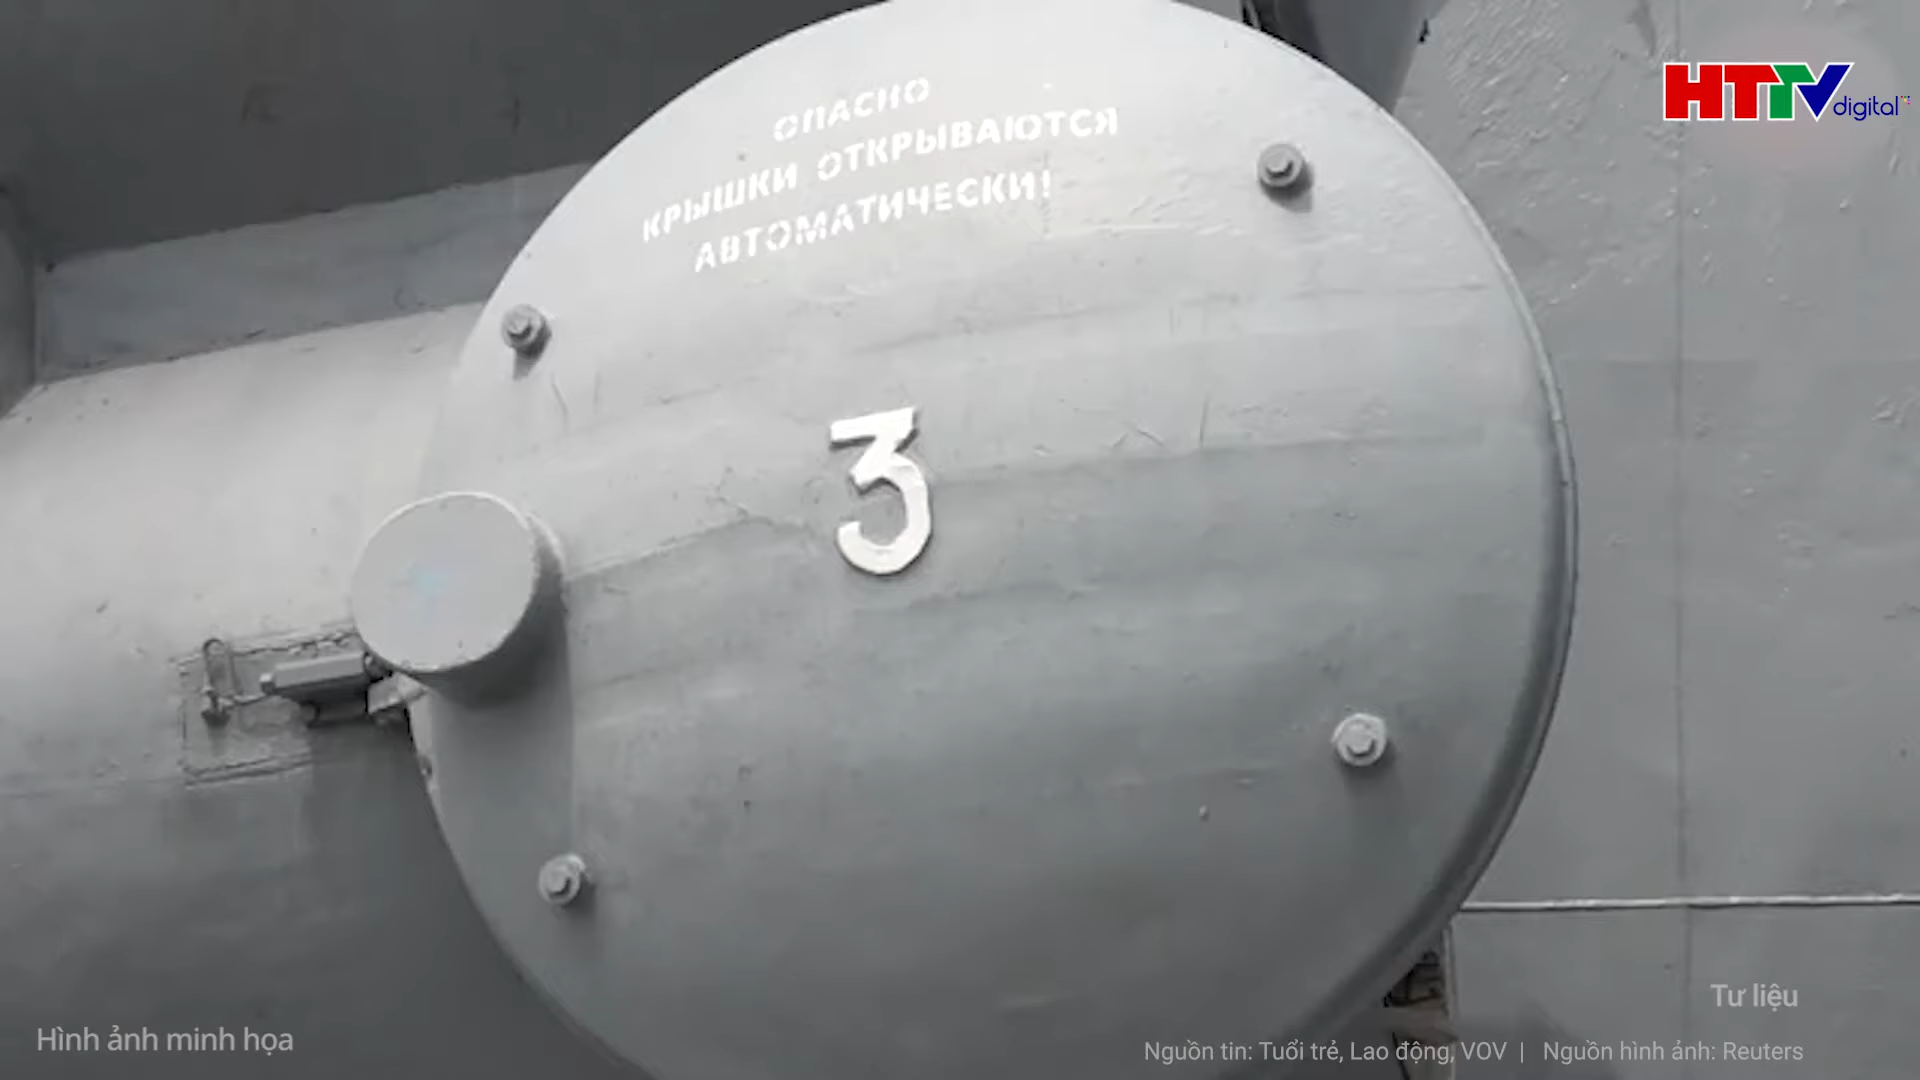 HTTV
digital
ОПАСНО
КРЫШКИ ОТКРЫВАЮТСЯ
АВТОМАТИЧЕСКИ!
3
Tư liệu
Hình ảnh minh họa
Nguồn tin: Tuổi trẻ, Lao động, VOV | Nguồn hình ảnh: Reuters